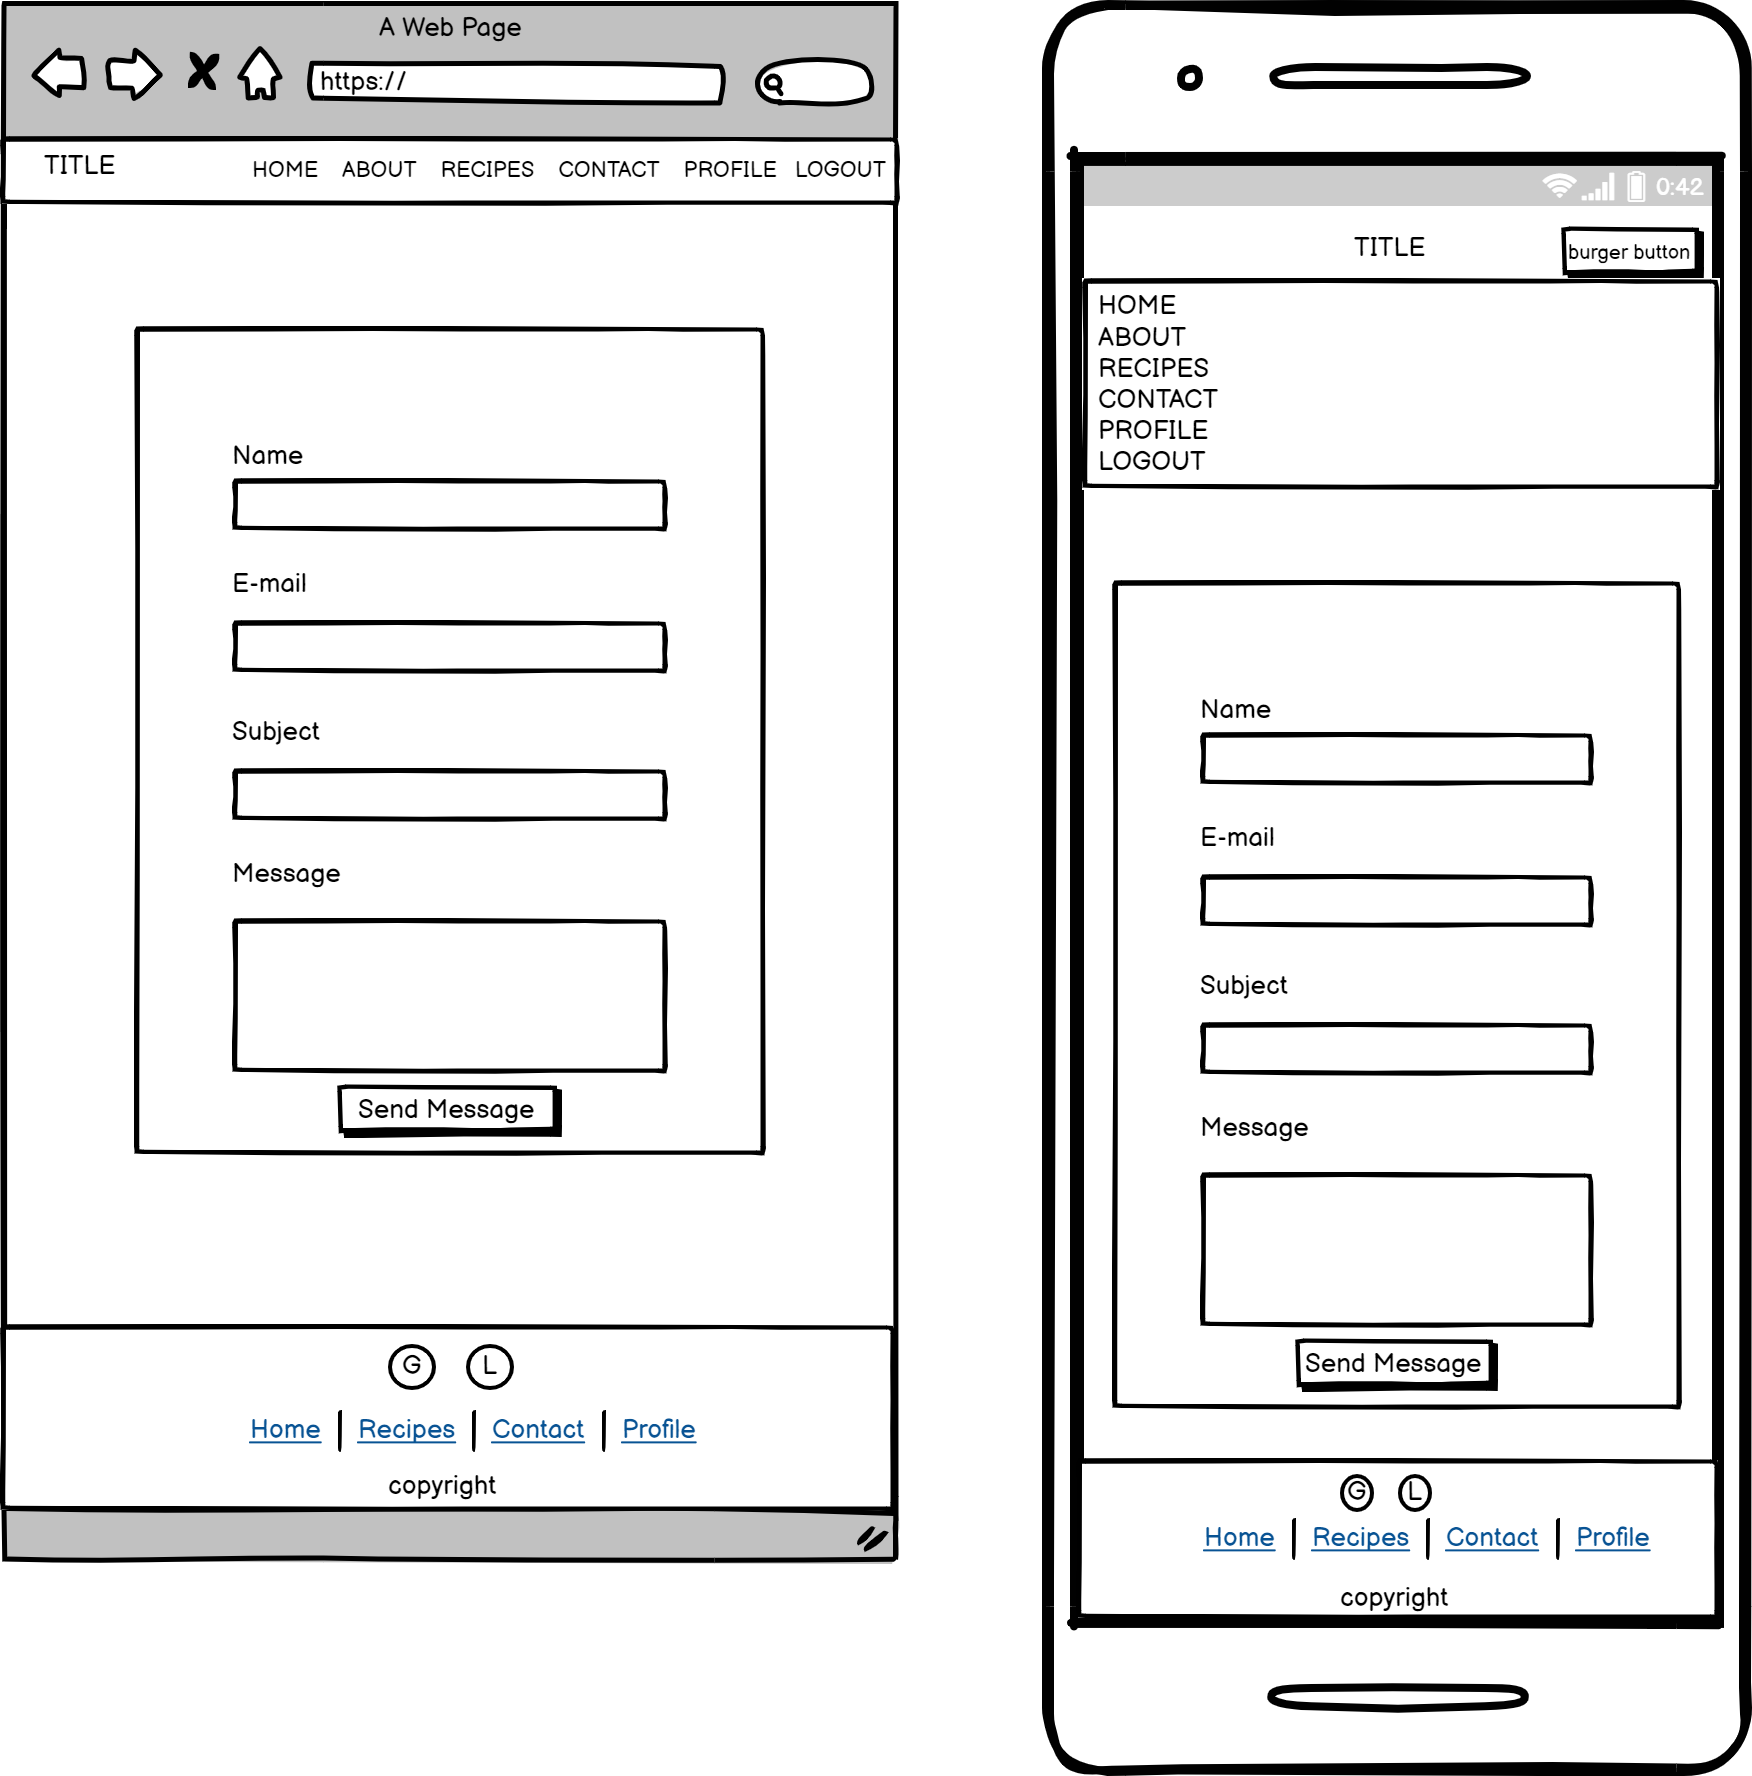 A Web Page
https://
TITLE HOME ABOUT RECIPES CONTACT PROFILE LOGOUT
Name
E-mail
Subject
Message
Send Message
G L
Home Recipes Contact Profile
copyright
0:42
TITLE burger button
HOME
ABOUT
RECIPES
CONTACT
PROFILE
LOGOUT
Name
E-mail
Subject
Message
Send Message
G L
Home Recipes Contact Profile
copyright